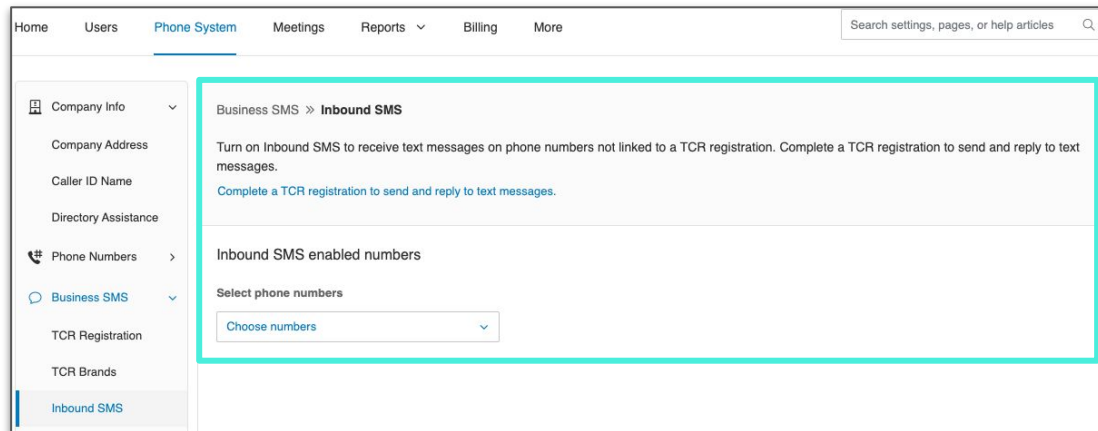 Home Users Phone System Meetings Reports Billing More Search settings, pages, or help articles
Company Info
Company Address
Caller ID Name
Directory Assistance
Phone Numbers
Business SMS
TCR Registration
TCR Brands
Inbound SMS
Business SMS » Inbound SMS
Turn on Inbound SMS to receive text messages on phone numbers not linked to a TCR registration. Complete a TCR registration to send and reply to text
messages.
Complete a TCR registration to send and reply to text messages.
Inbound SMS enabled numbers
Select phone numbers
Choose numbers